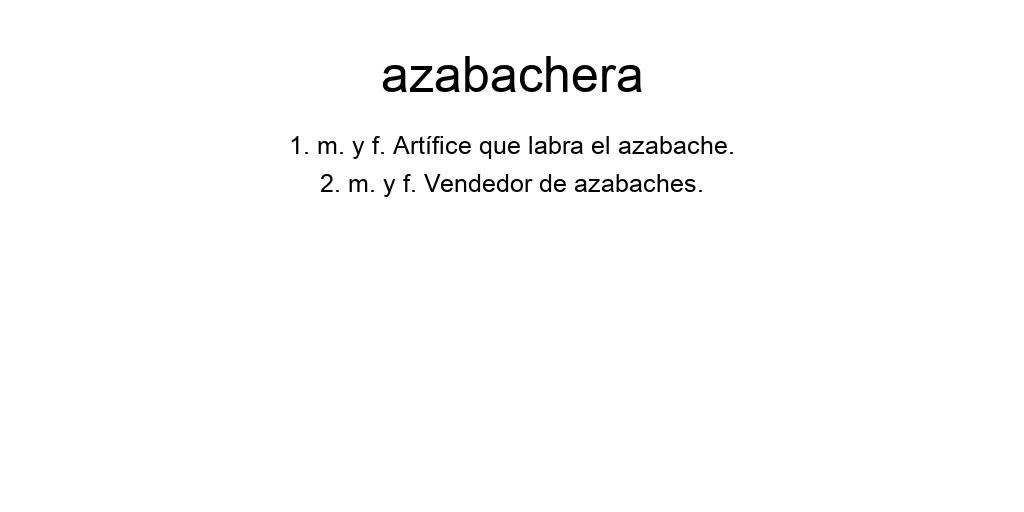 azabachera
1. m. y f. Artífice que labra el azabache.
2. m. y f. Vendedor de azabaches.